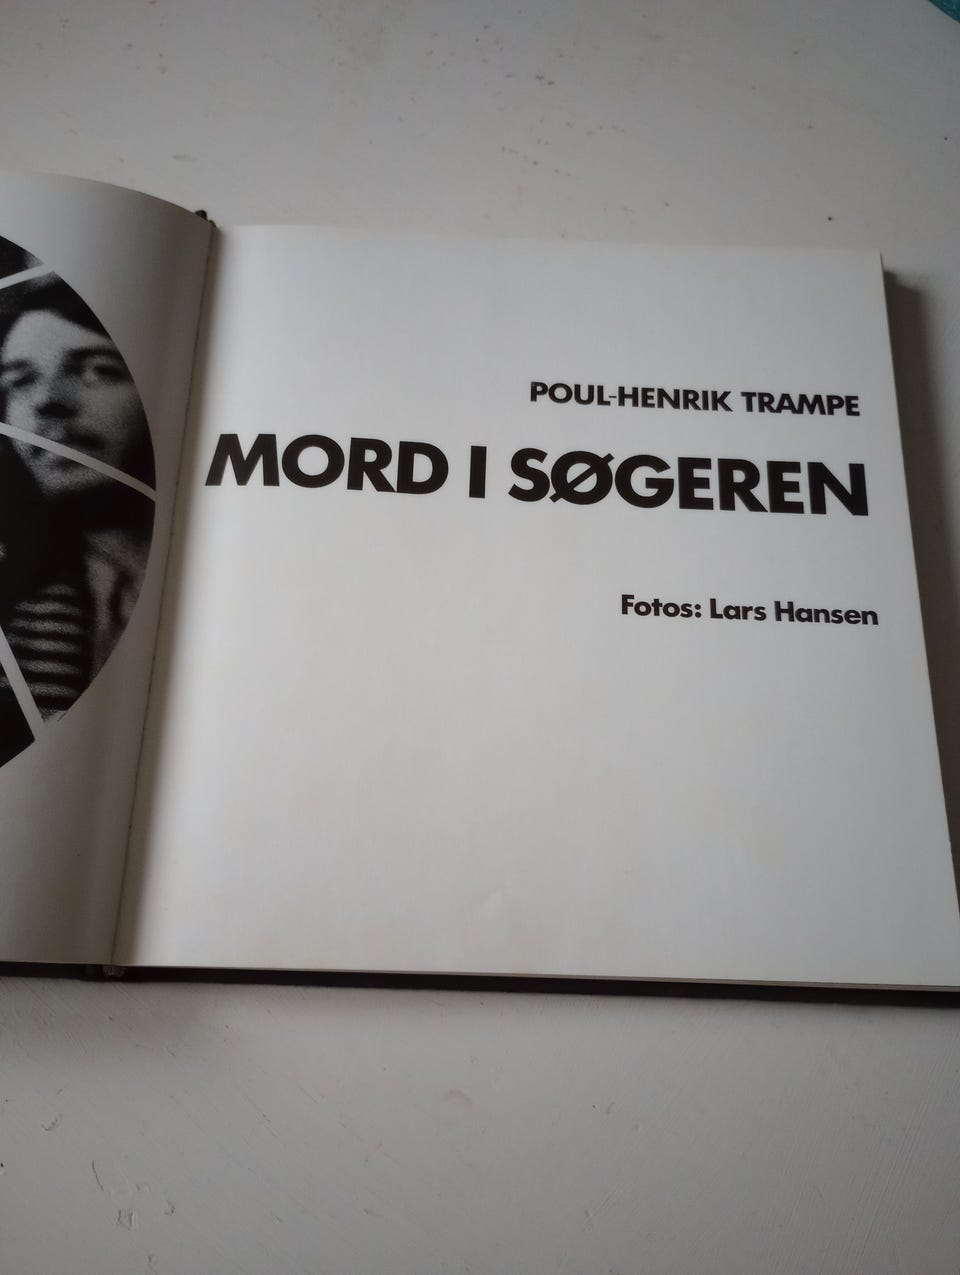 POUL-HENRIK TRAMPE
MORD I SØGEREN
Fotos: Lars Hansen